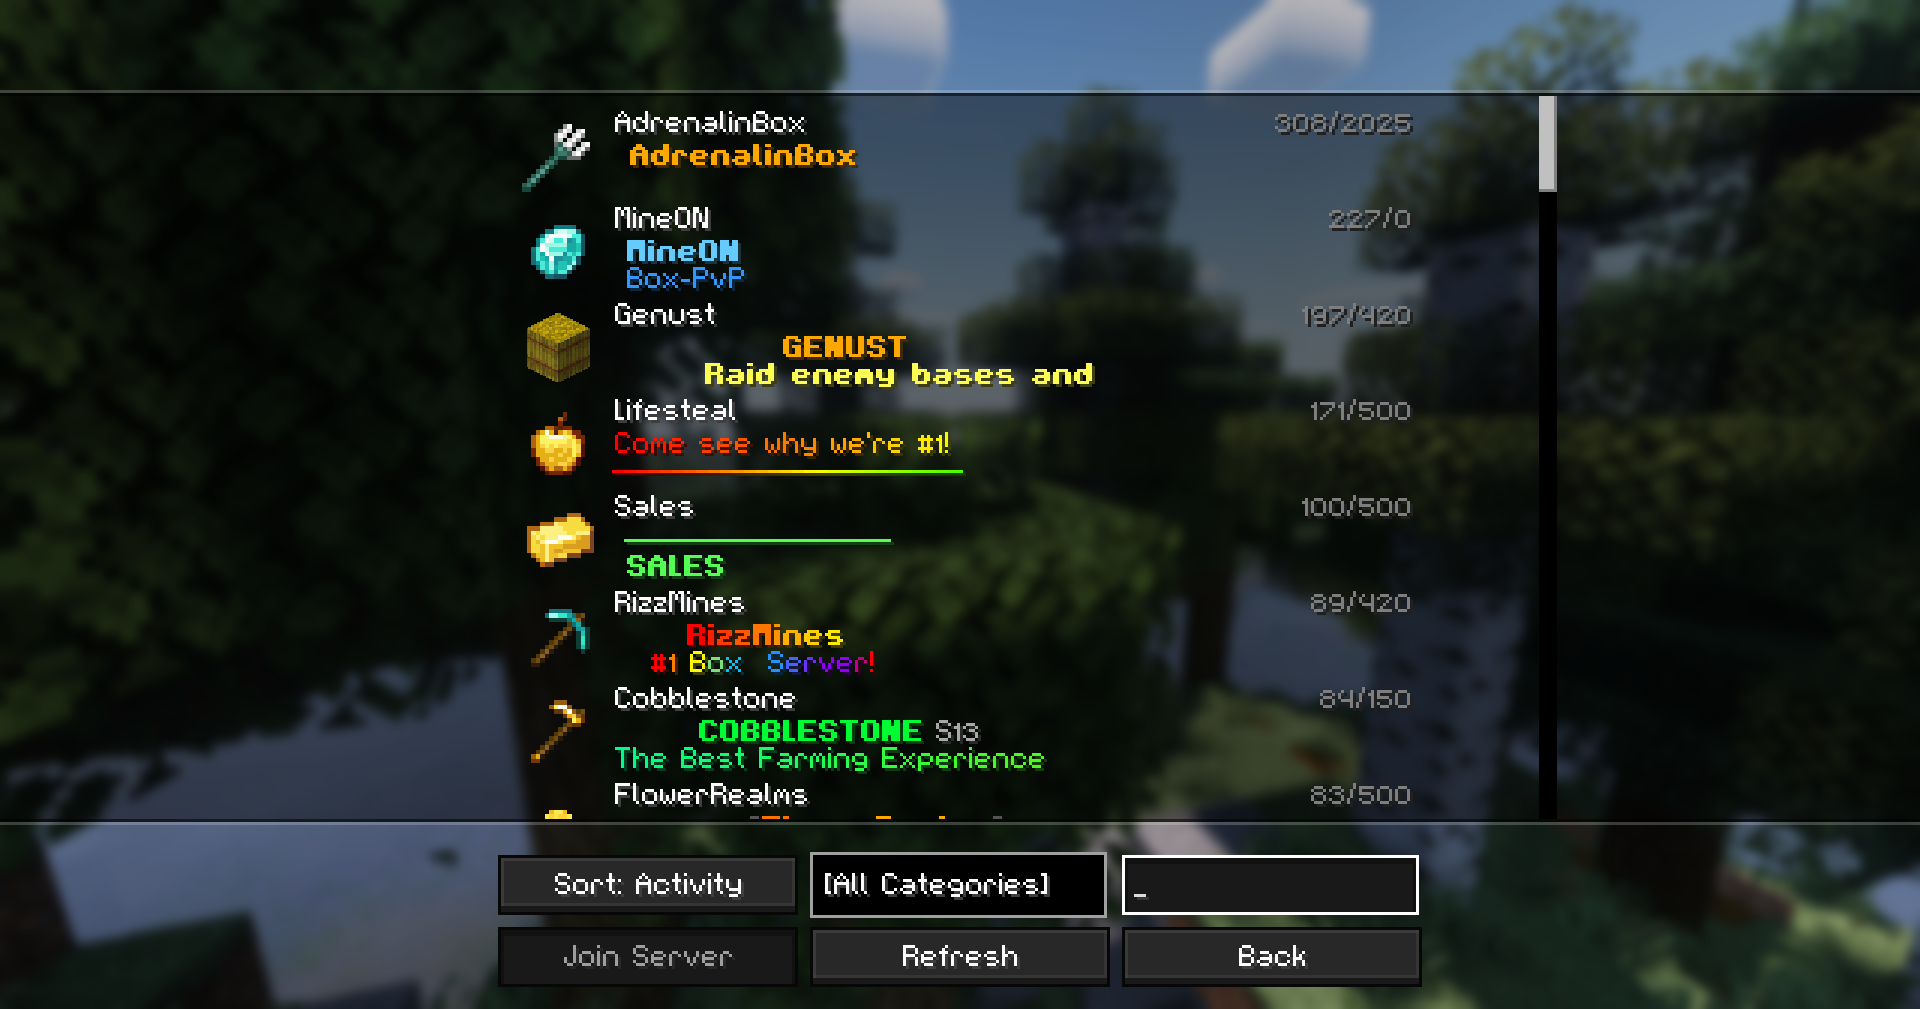 AdrenalinBox 308/2025
AdrenalinBox
MineON 227/0
MineON
Box-PvP
Genust 197/420
GENUST
Raid enemy bases and
Lifesteal 171/500
Come see why we're #1!
Sales 100/500
SALES
RizzMines 89/420
RizzMines
#1 Box Server!
Cobblestone 84/150
COBBLESTONE S13
The Best Farming Experience
FlowerRealms 83/500
Sort: Activity [All Categories] _
Join Server Refresh Back